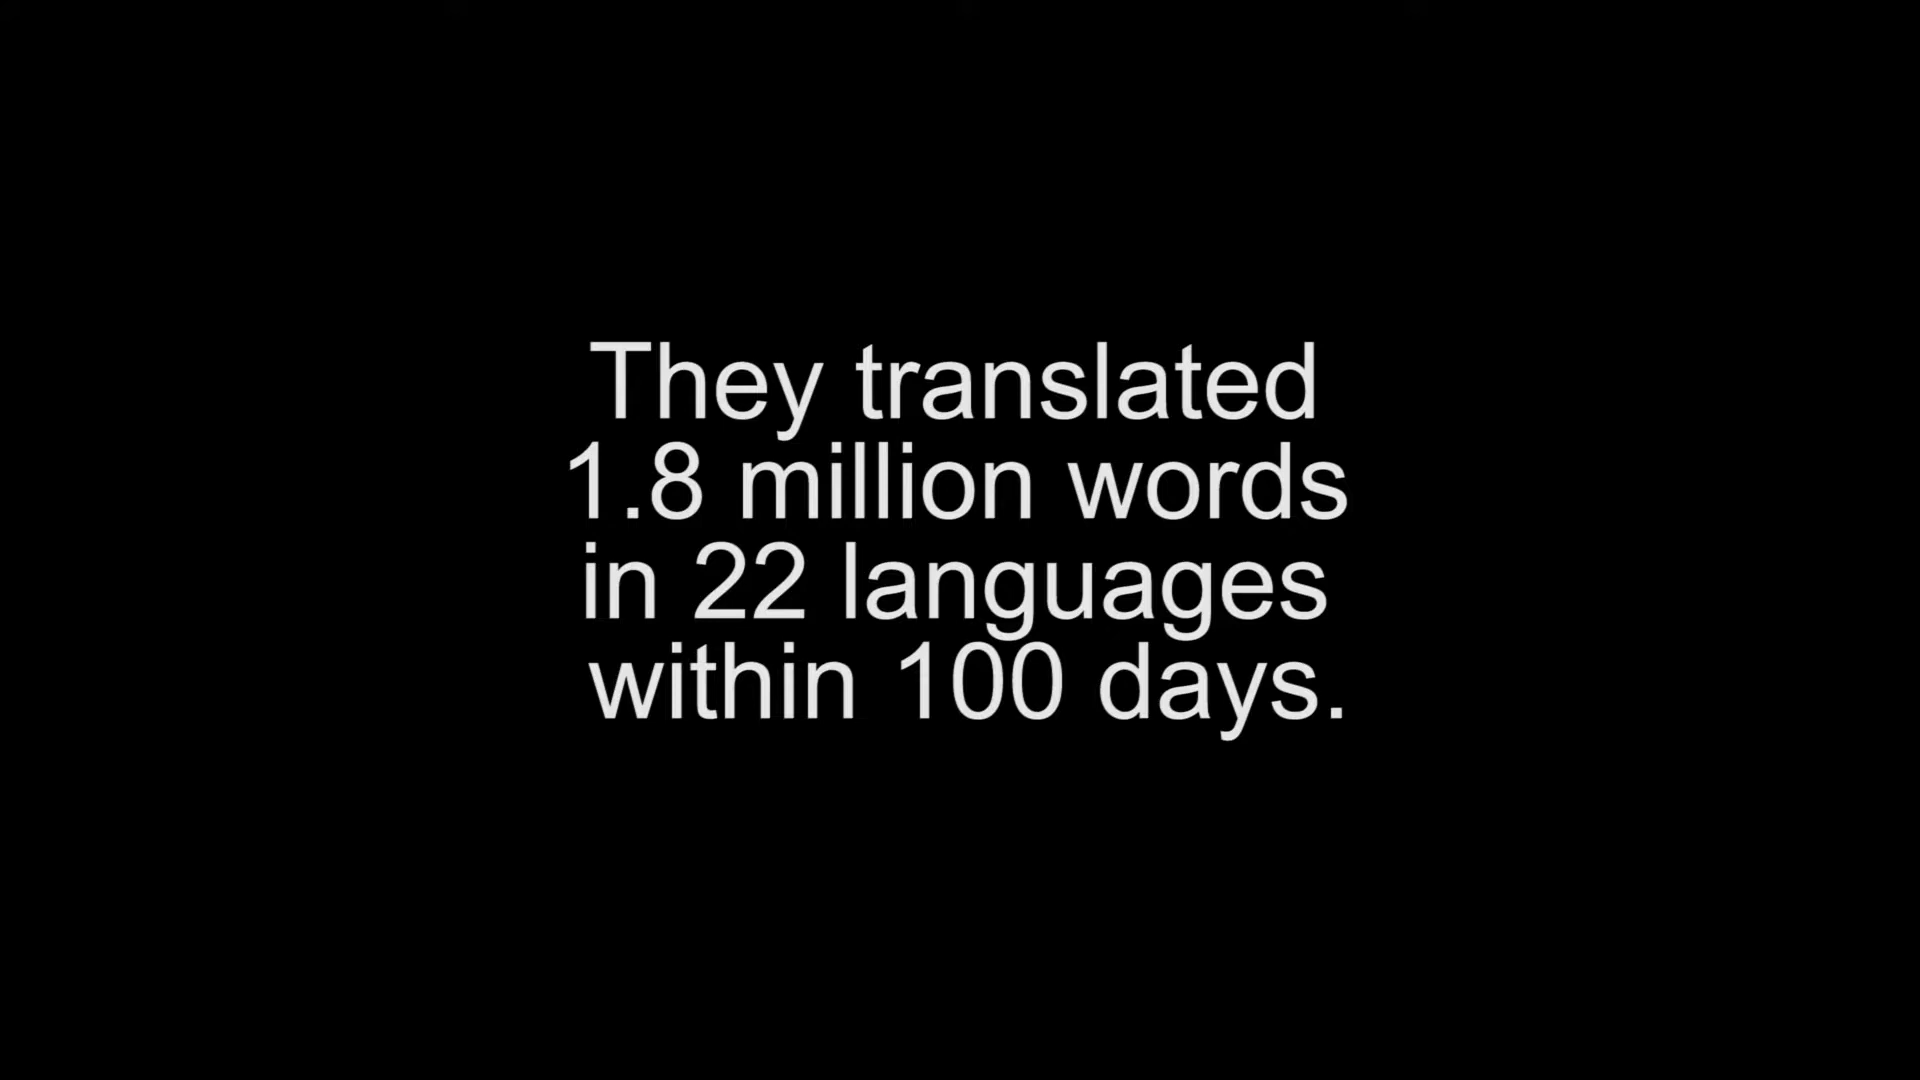 They translated
1.8 million words
in 22 languages
within 100 days.